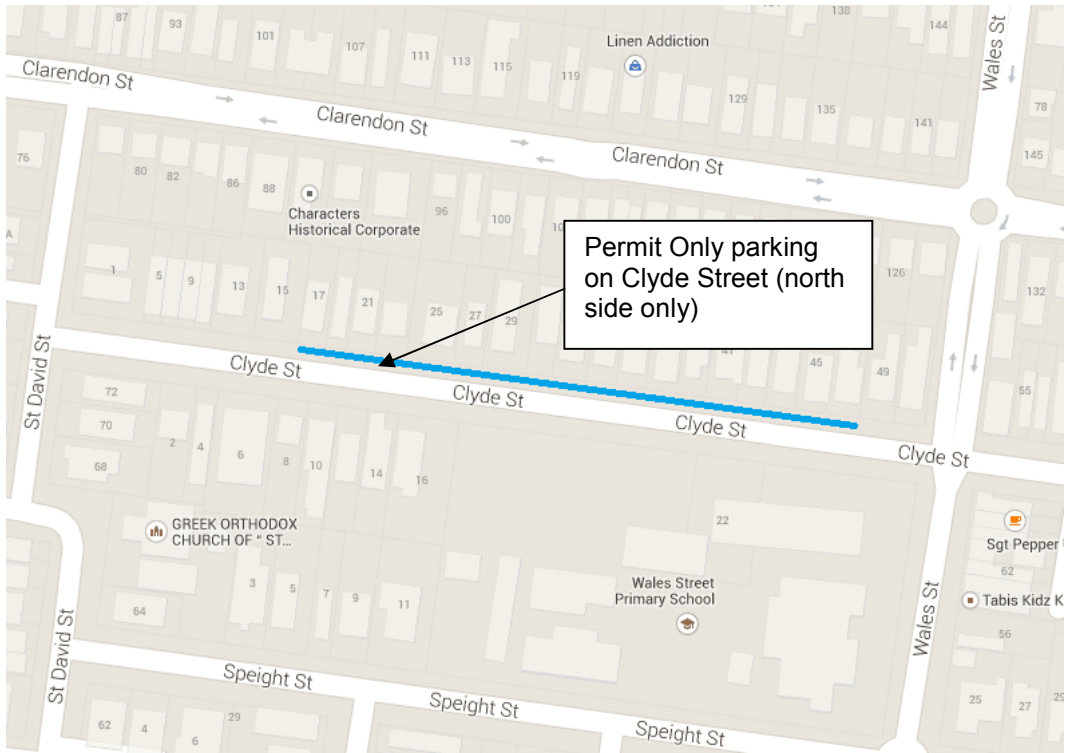 87
93
101
107
111
113
115
119
Linen Addiction
129
135
138
141
144
Wales St
78
145
Clarendon St
Clarendon St
Clarendon St
76
80
82
86
88
Characters
Historical Corporate
96
100
126
132
Permit Only parking
on Clyde Street (north
side only)
1
5
9
13
15
17
21
25
27
29
41
45
49
55
St David St
Clyde St
Clyde St
Clyde St
Clyde St
72
70
68
2
4
6
8
10
14
16
22
GREEK ORTHODOX
CHURCH OF " ST...
Sgt Pepper
62
Tabis Kidz K
56
Wales Street
Primary School
3
5
7
9
11
64
Wales St
St David St
Speight St
Speight St
Speight St
62
4
6
29
25
27
29